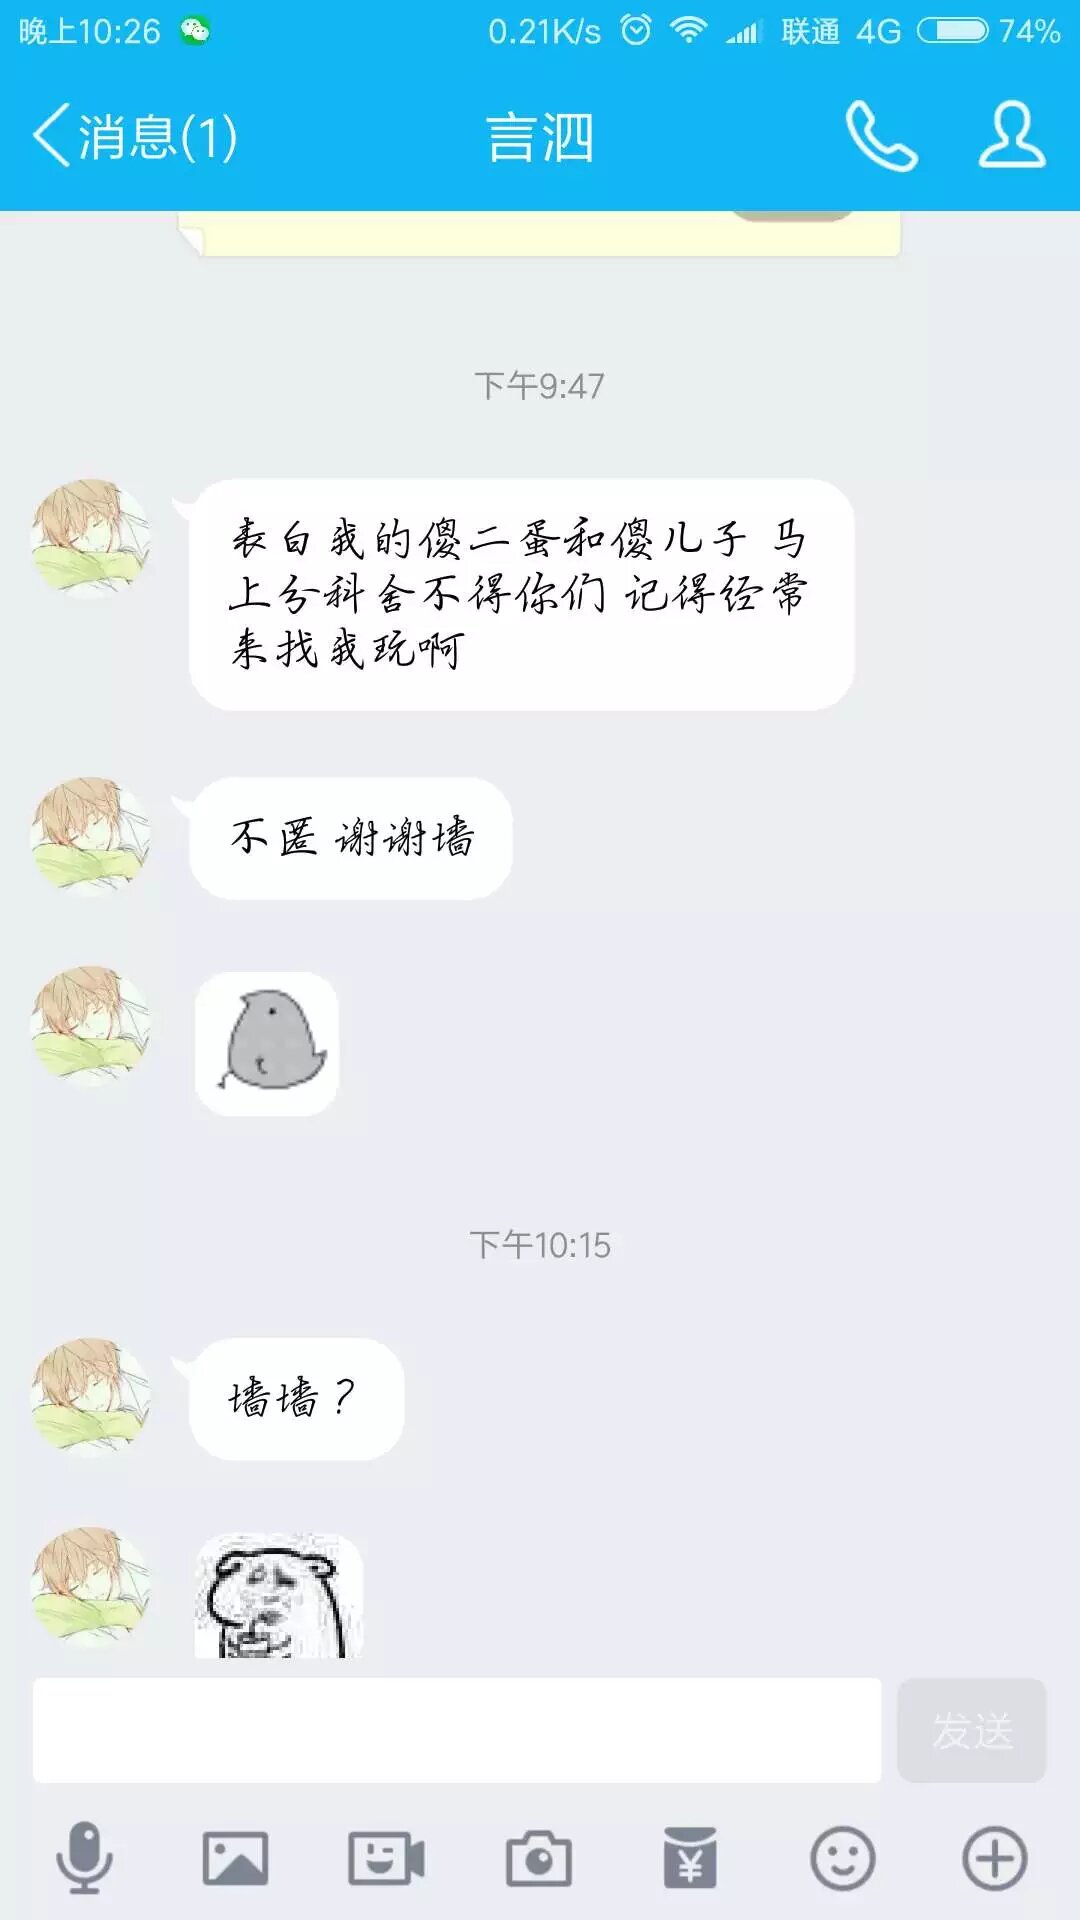 晚上10:26 0.21K/s 联通 4G 74%
消息(1) 言泗
下午9:47
表白我的傻二蛋和傻儿子 马
上分科舍不得你们 记得经常
来找我玩啊
不匿 谢谢墙
下午10:15
墙墙？
发送